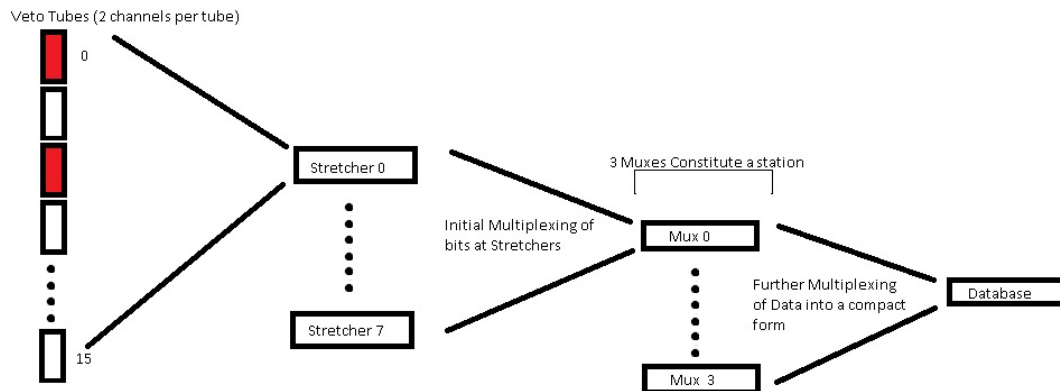 Veto Tubes (2 channels per tube)
0
15
Stretcher 0
Stretcher 7
Initial Multiplexing of
bits at Stretchers
3 Muxes Constitute a station
Mux 0
Mux 3
Further Multiplexing
of Data into a compact
form
Database